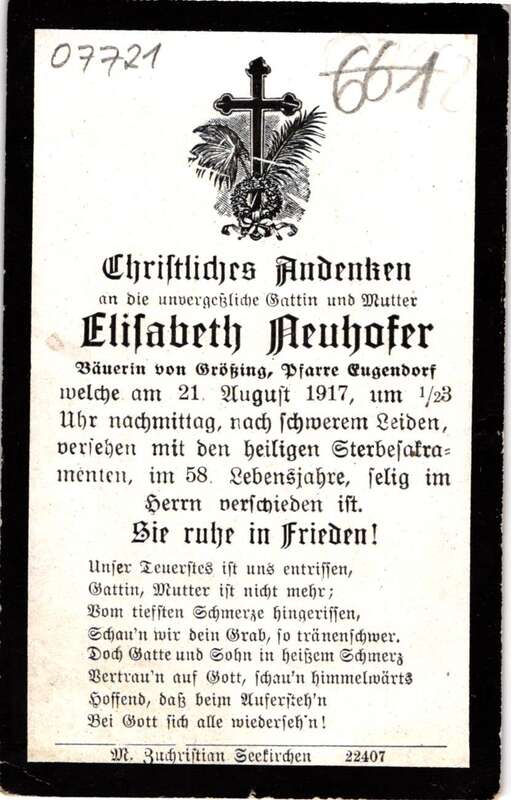 07721
661
Christliches Andenken
an die unvergeßliche Gattin und Mutter
Elisabeth Neuhofer
Bäuerin von Größing, Pfarre Eugendorf
welche am 21. August 1917, um 1/23
Uhr nachmittag, nach schwerem Leiden,
versehen mit den heiligen Sterbesakra-
menten, im 58. Lebensjahre, selig im
Herrn verschieden ist.
Sie ruhe in Frieden!
Unser Teuerstes ist uns entrissen,
Gattin, Mutter ist nicht mehr;
Vom tiefsten Schmerze hingerissen,
Schau'n wir dein Grab, so tränenschwer.
Doch Gatte und Sohn in heißem Schmerz
Vertrau'n auf Gott, schau'n himmelwärts
Hoffend, daß beim Aufersteh'n
Bei Gott sich alle wiederseh'n!
M. Zuchristian Seekirchen 22407